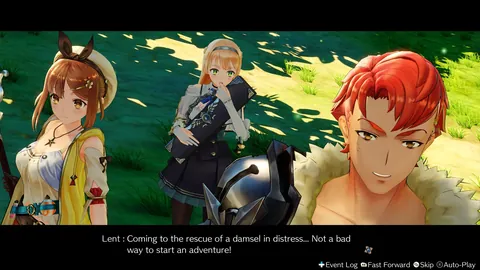 Lent : Coming to the rescue of a damsel in distress... Not a bad
way to start an adventure!
Event Log Fast Forward Skip Auto-Play